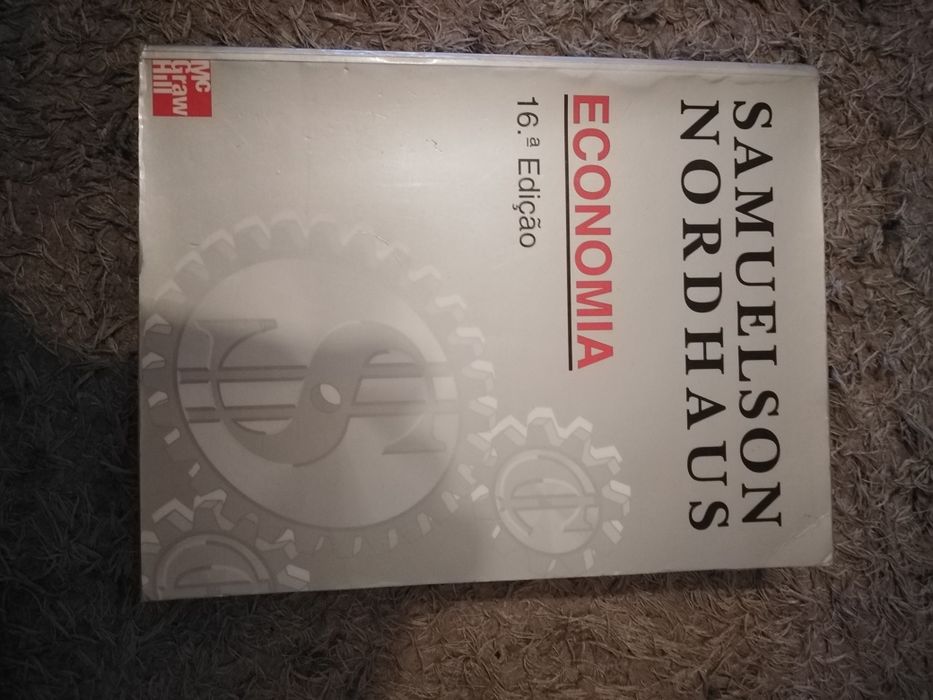 SAMUELSON
NORDHAUS
ECONOMIA
16.ª Edição
Mc
Graw
Hill